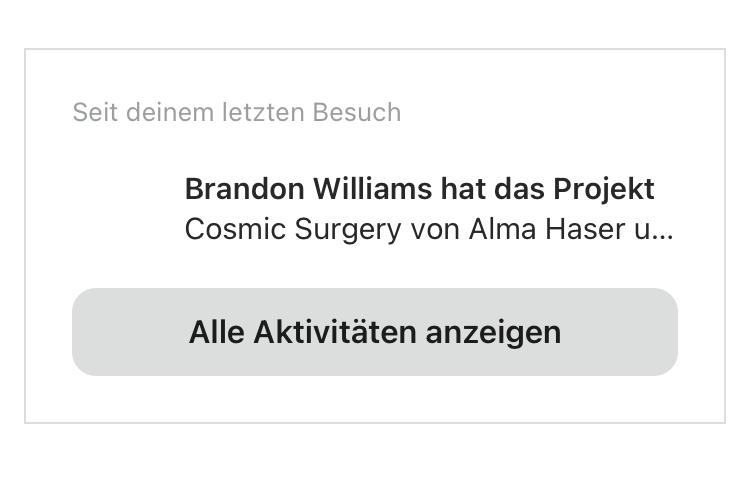 Seit deinem letzten Besuch
Brandon Williams hat das Projekt
Cosmic Surgery von Alma Haser u...
Alle Aktivitäten anzeigen